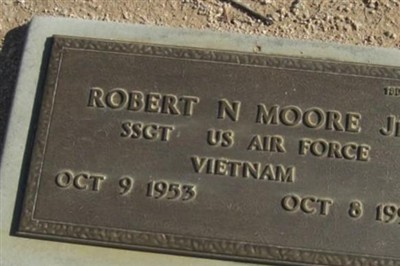 ROBERT N MOORE
SSGT US AIR FORCE
VIETNAM
OCT 9 1953 OCT 8